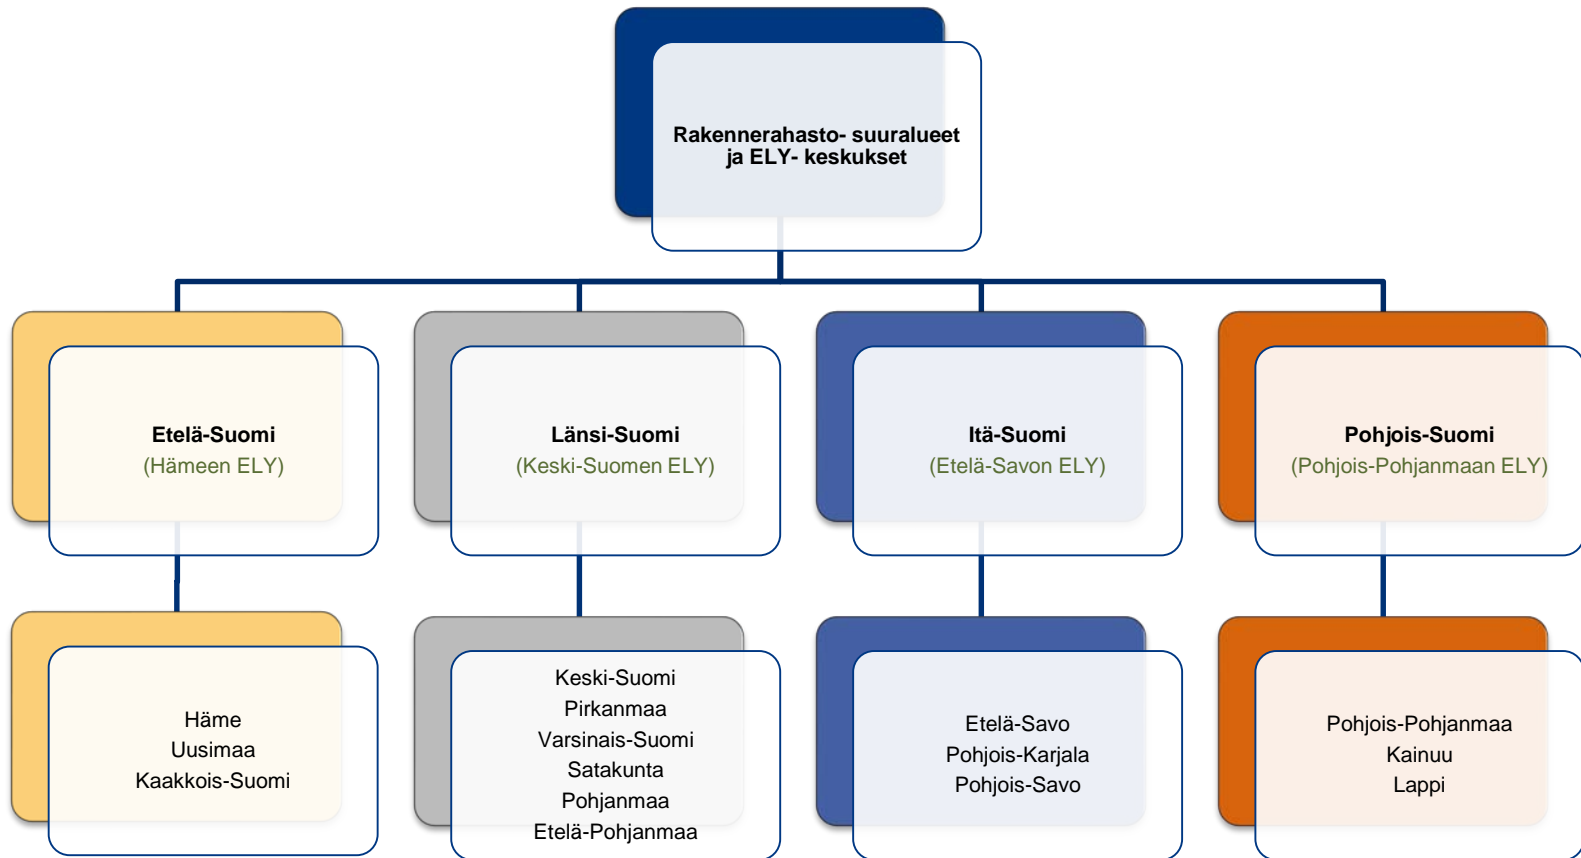 Rakennerahasto- suuralueet
ja ELY- keskukset
Etelä-Suomi
(Hämeen ELY)
Länsi-Suomi
(Keski-Suomen ELY)
Itä-Suomi
(Etelä-Savon ELY)
Pohjois-Suomi
(Pohjois-Pohjanmaan ELY)
Häme
Uusimaa
Kaakkois-Suomi
Keski-Suomi
Pirkanmaa
Varsinais-Suomi
Satakunta
Pohjanmaa
Etelä-Pohjanmaa
Etelä-Savo
Pohjois-Karjala
Pohjois-Savo
Pohjois-Pohjanmaa
Kainuu
Lappi